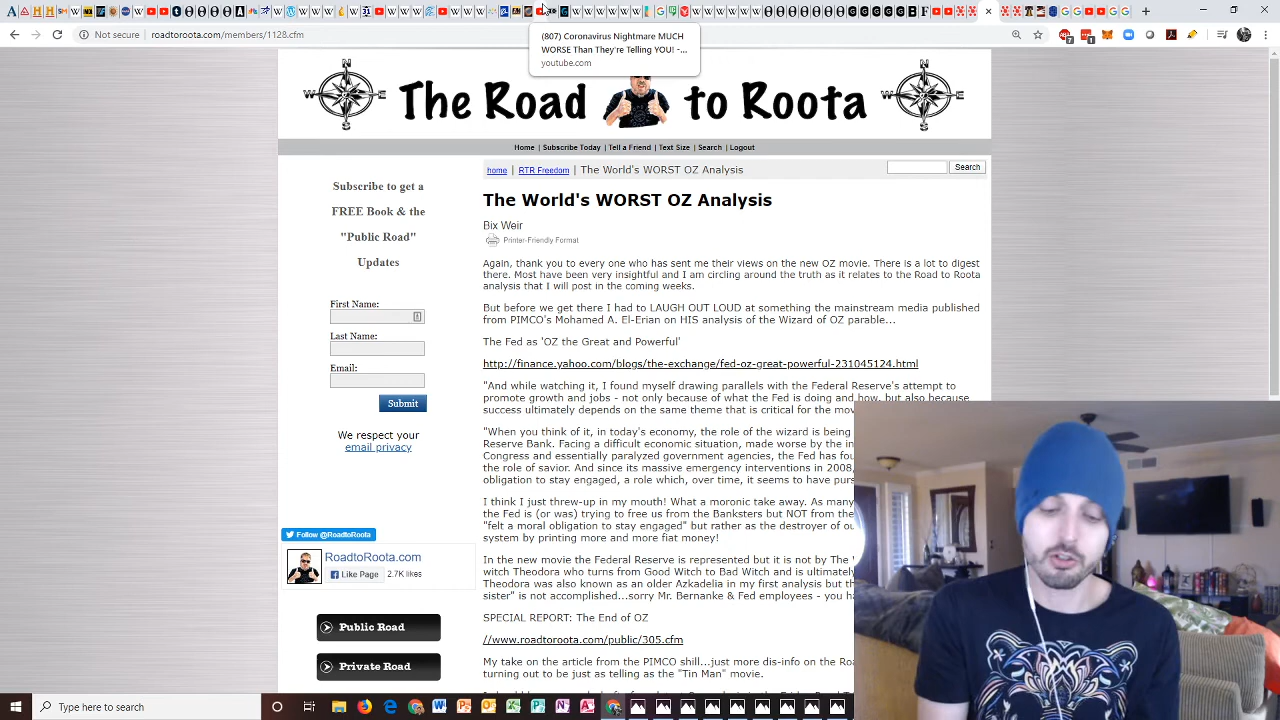 Not secure | roadtoroota.com/members/1128.cfm
(807) Coronavirus Nightmare MUCH
WORSE Than They're Telling YOU! -...
youtube.com
The Road to Roota
Home | Subscribe Today | Tell a Friend | Text Size | Search | Logout
home | RTR Freedom | The World's WORST OZ Analysis
Search
Subscribe to get a
FREE Book & the
"Public Road"
Updates
First Name:
Last Name:
Email:
Submit
We respect your
email privacy
Follow @RoadtoRoota
RoadtoRoota.com
Like Page
2.7K likes
Public Road
Private Road
The World's WORST OZ Analysis
Bix Weir
Printer-Friendly Format
Again, thank you to every one who has sent me their views on the new OZ movie. There is a lot to digest
there. Most have been very insightful and I am circling around the truth as it relates to the Road to Roota
analysis that I will post in the coming weeks.
But before we get there I had to LAUGH OUT LOUD at something the mainstream media published
from PIMCO's Mohamed A. El-Erian on HIS analysis of the Wizard of OZ parable...
The Fed as 'OZ the Great and Powerful'
http://finance.yahoo.com/blogs/the-exchange/fed-oz-great-powerful-231045124.html
"And while watching it, I found myself drawing parallels with the Federal Reserve's attempt to
promote growth and jobs - not only because of what the Fed is doing and how, but also because
success ultimately depends on the same theme that is critical for the mov
"When you think of it, in today's economy, the role of the wizard is being
Reserve Bank. Facing a difficult economic situation, made worse by the in
Congress and essentially paralyzed government agencies, the Fed has fou
the role of savior. And since its massive emergency interventions in 2008,
obligation to stay engaged, a role which, over time, it seems to have purs
I think I just threw-up in my mouth! What a moronic take away. As many
the Fed is (or was) trying to free us from the Banksters but NOT from the
"felt a moral obligation to stay engaged" but rather as the destroyer of ou
system by printing more and more fiat money!
In the new movie the Federal Reserve is represented but it is not by The
witch Theodora who turns from Good Witch to Bad Witch and is ultimately
Theodora was also known as an older Azkadelia in my first analysis but th
sister" is not accomplished...sorry Mr. Bernanke & Fed employees - you ha
SPECIAL REPORT: The End of OZ
//www.roadtoroota.com/public/305.cfm
My take on the article from the PIMCO shill...just more dis-info on the Roa
turning out to be just as telling as the "Tin Man" movie.
Type here to search